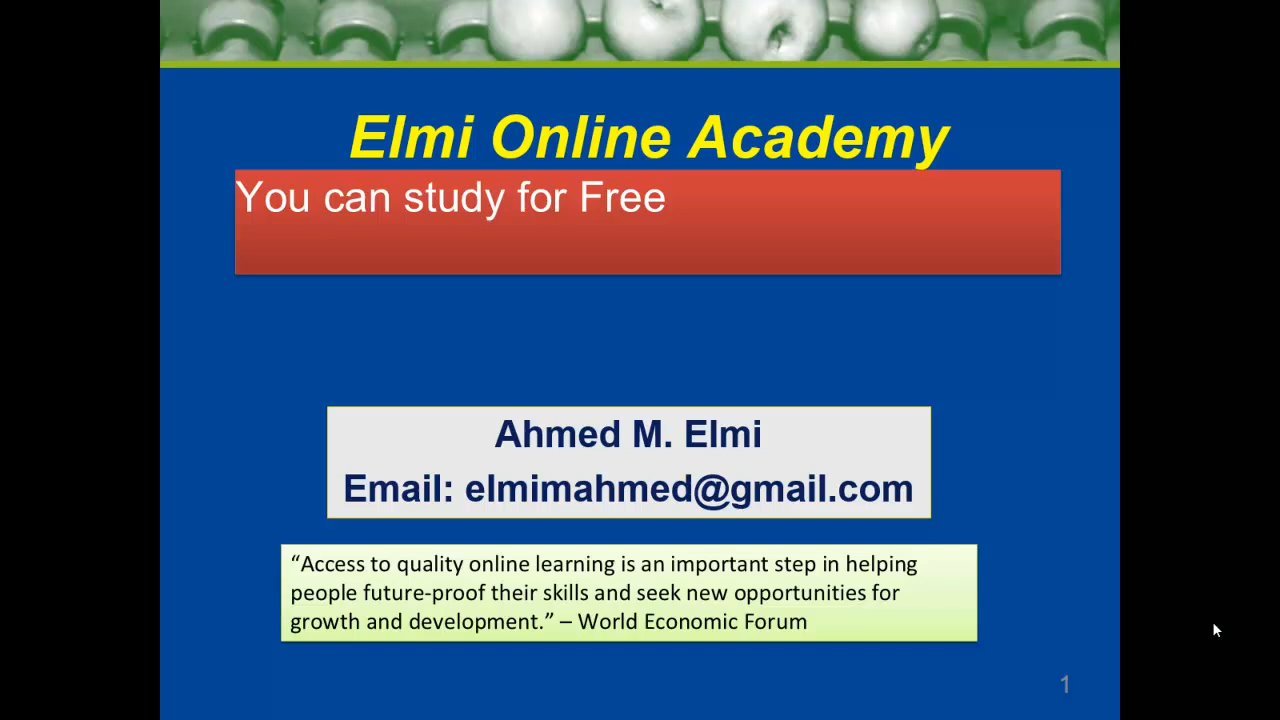 Elmi Online Academy
You can study for Free
Ahmed M. Elmi
Email: elmimahmed@gmail.com
“Access to quality online learning is an important step in helping
people future-proof their skills and seek new opportunities for
growth and development.” – World Economic Forum
1